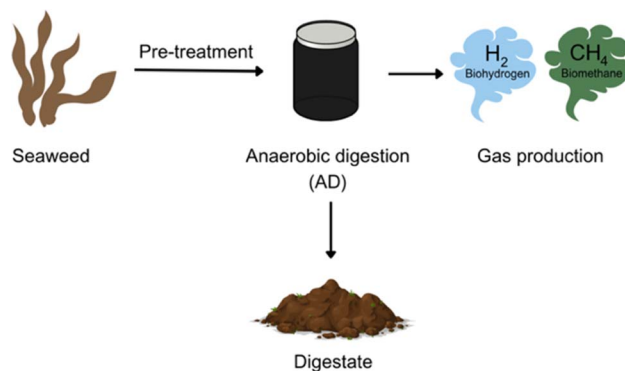 Pre-treatment
H₂
Biohydrogen
CH₄
Biomethane
Seaweed
Anaerobic digestion
(AD)
Gas production
Digestate